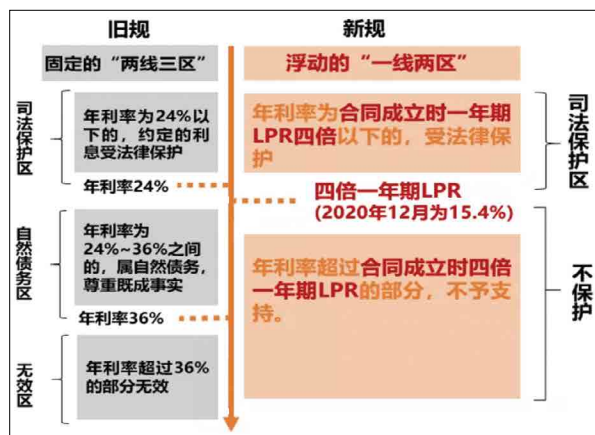 旧规
固定的“两线三区”
司法保护区
年利率为24%以
下的，约定的利
息受法律保护
年利率24%
自然债务区
年利率为
24%~36%之间
的，属自然债务，
尊重既成事实
年利率36%
无效区
年利率超过36%
的部分无效
新规
浮动的“一线两区”
年利率为合同成立时一年期
LPR四倍以下的，受法律保
护
司法保护区
四倍一年期LPR
(2020年12月为15.4%)
年利率超过合同成立时四倍
一年期LPR的部分，不予支
持。
不保护